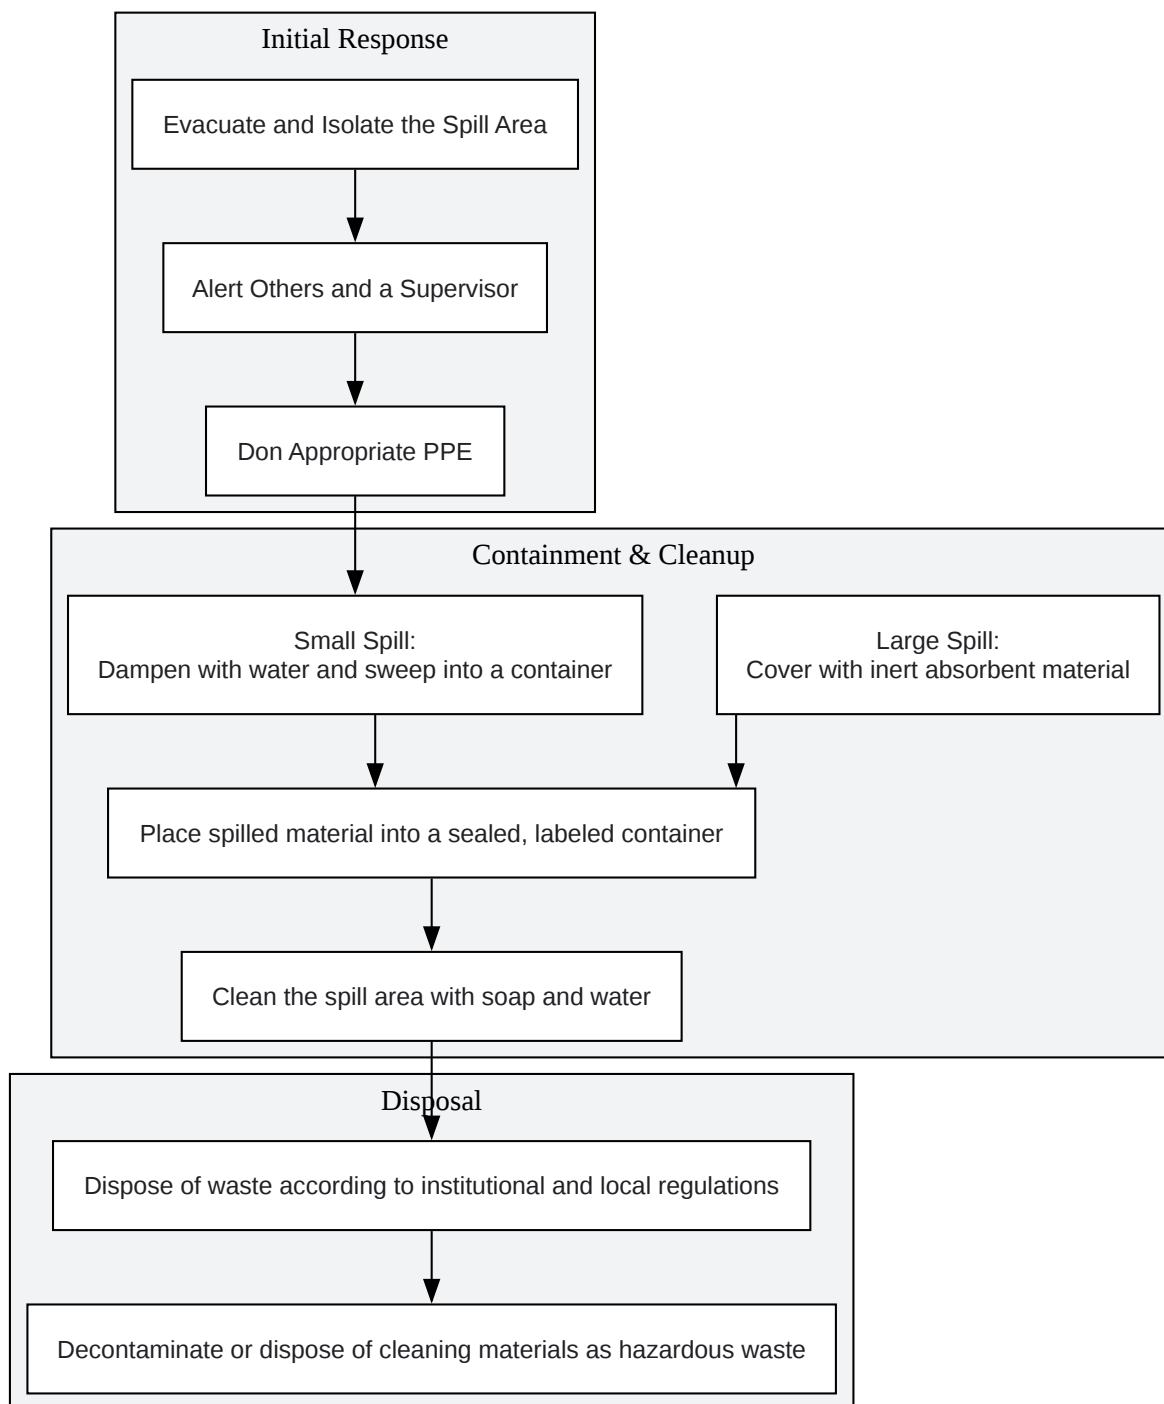 Initial Response
Evacuate and Isolate the Spill Area
Alert Others and a Supervisor
Don Appropriate PPE
Containment & Cleanup
Small Spill:
Dampen with water and sweep into a container
Large Spill:
Cover with inert absorbent material
Place spilled material into a sealed, labeled container
Clean the spill area with soap and water
Disposal
Dispose of waste according to institutional and local regulations
Decontaminate or dispose of cleaning materials as hazardous waste